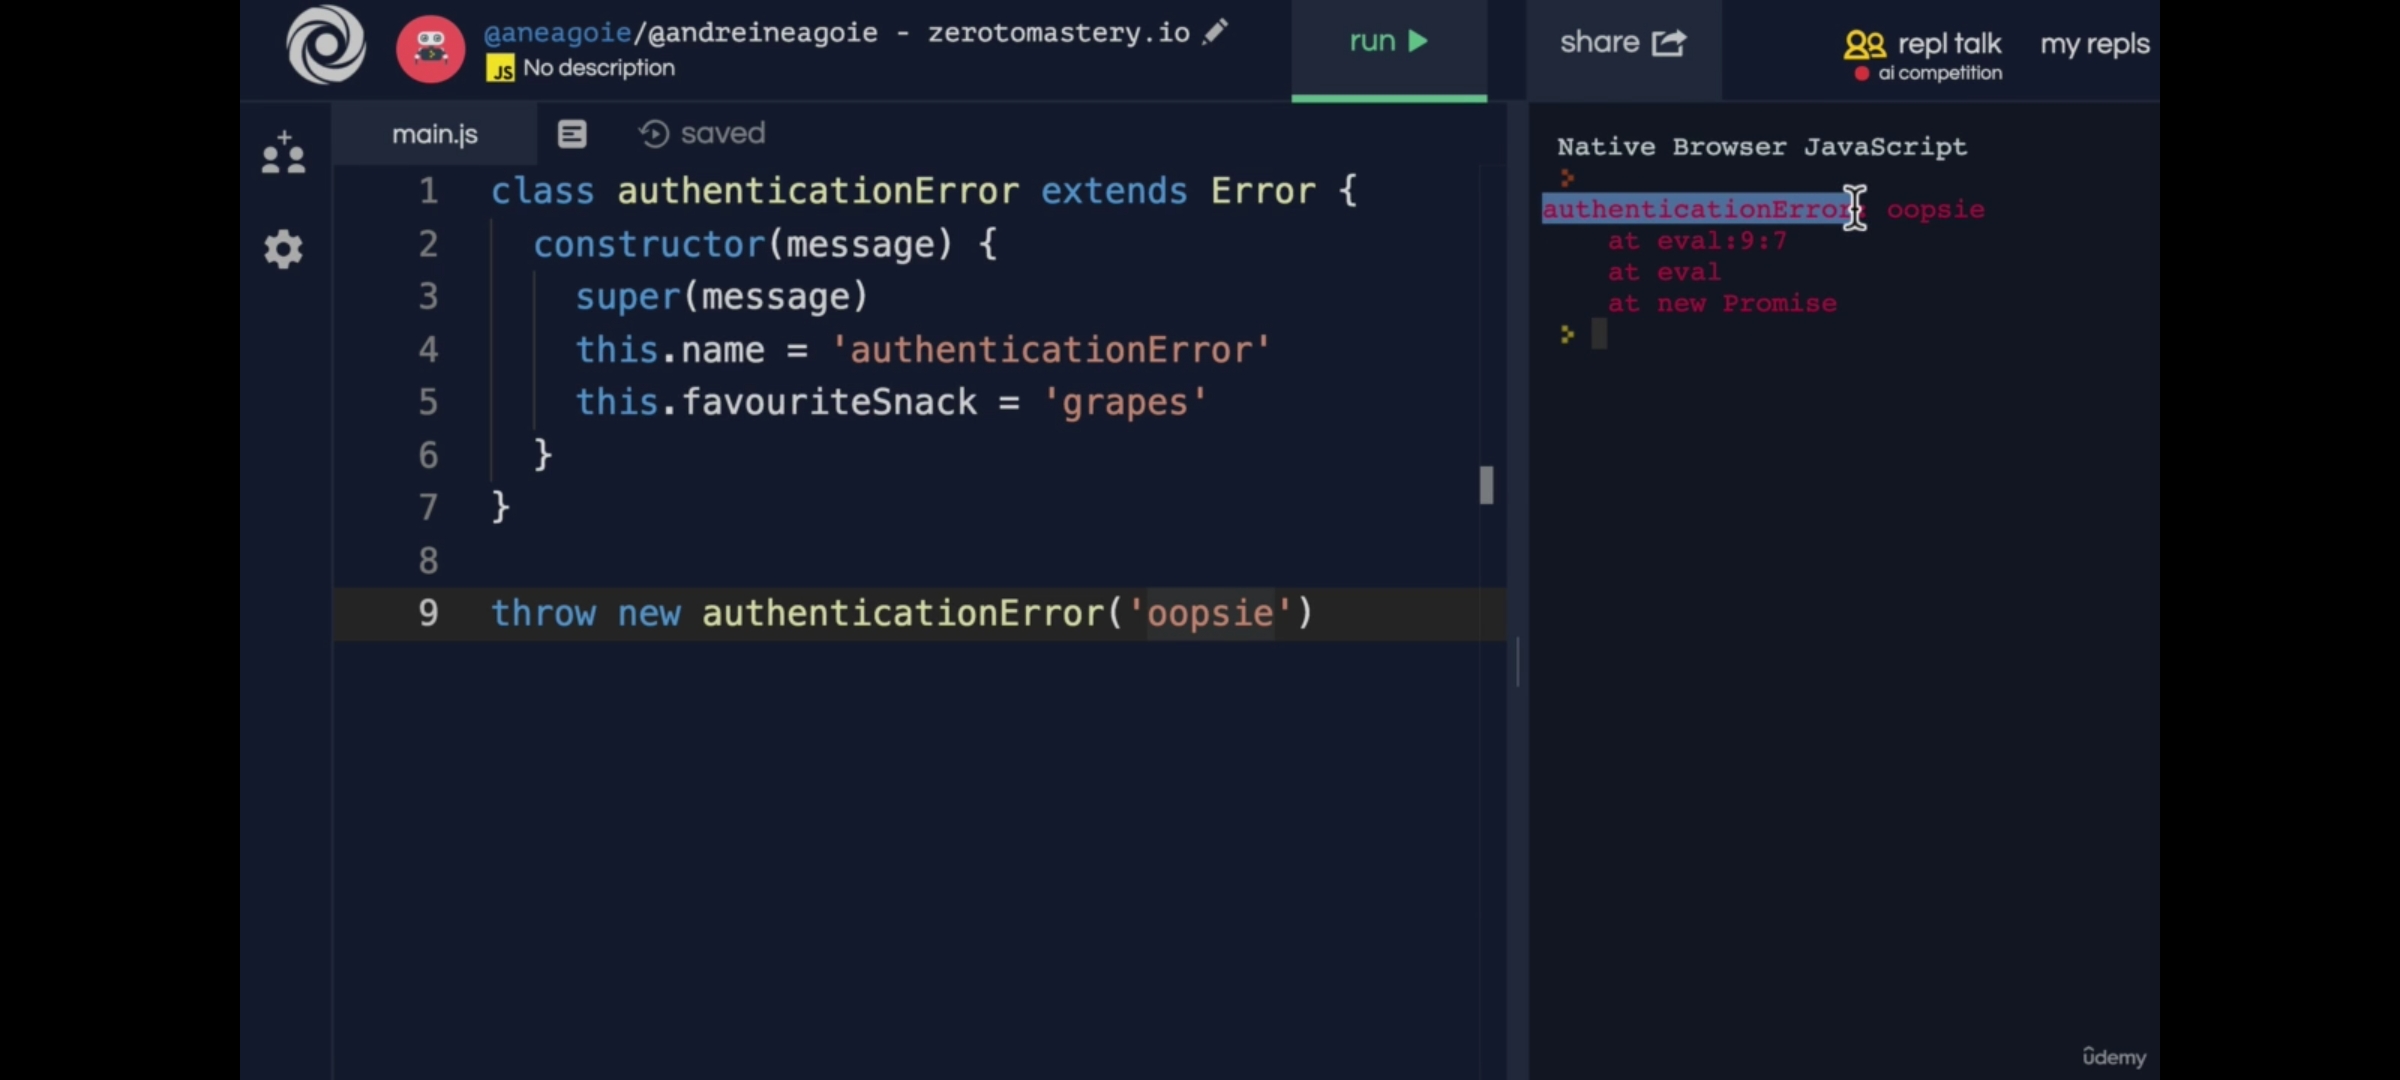 @aneagoie/@andreineagoie - zerotomastery.io
JS No description
run
share
repl talk
ai competition
my repls
main.js
saved
1 class authenticationError extends Error {
2 constructor(message) {
3 super(message)
4 this.name = 'authenticationError'
5 this.favouriteSnack = 'grapes'
6 }
7 }
8
9 throw new authenticationError('oopsie')
Native Browser JavaScript
authenticationError: oopsie
at eval:9:7
at eval
at new Promise
ûdemy